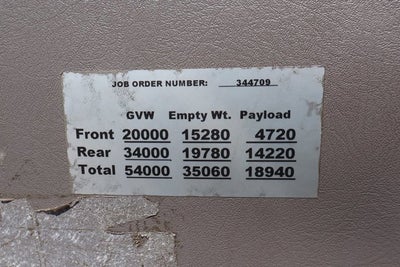 JOB ORDER NUMBER: 344709
GVW Empty Wt. Payload
Front 20000 15280 4720
Rear 34000 19780 14220
Total 54000 35060 18940